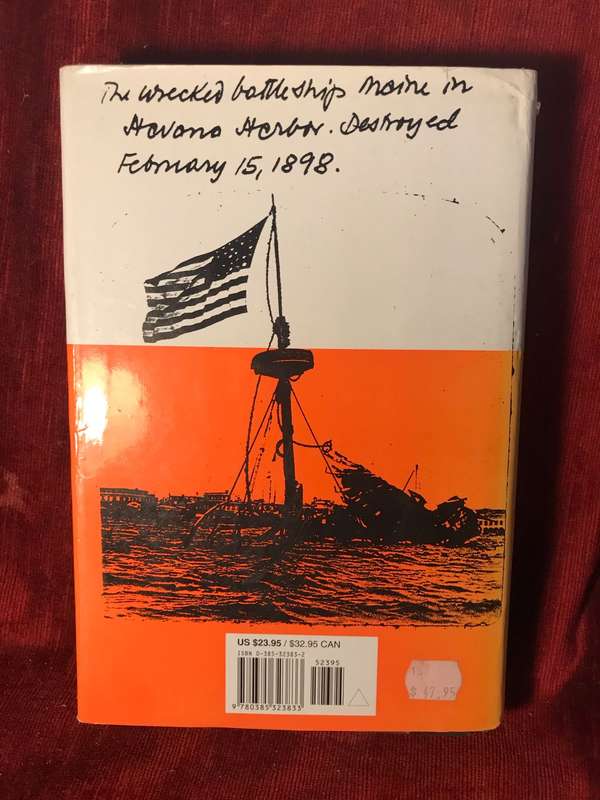 The wrecked battleship Maine in
Havana Harbor. Destroyed
February 15, 1898.
US $23.95 / $32.95 CAN
ISBN 0-385-32383-2
52395
9 780385 323833
$ 47.95